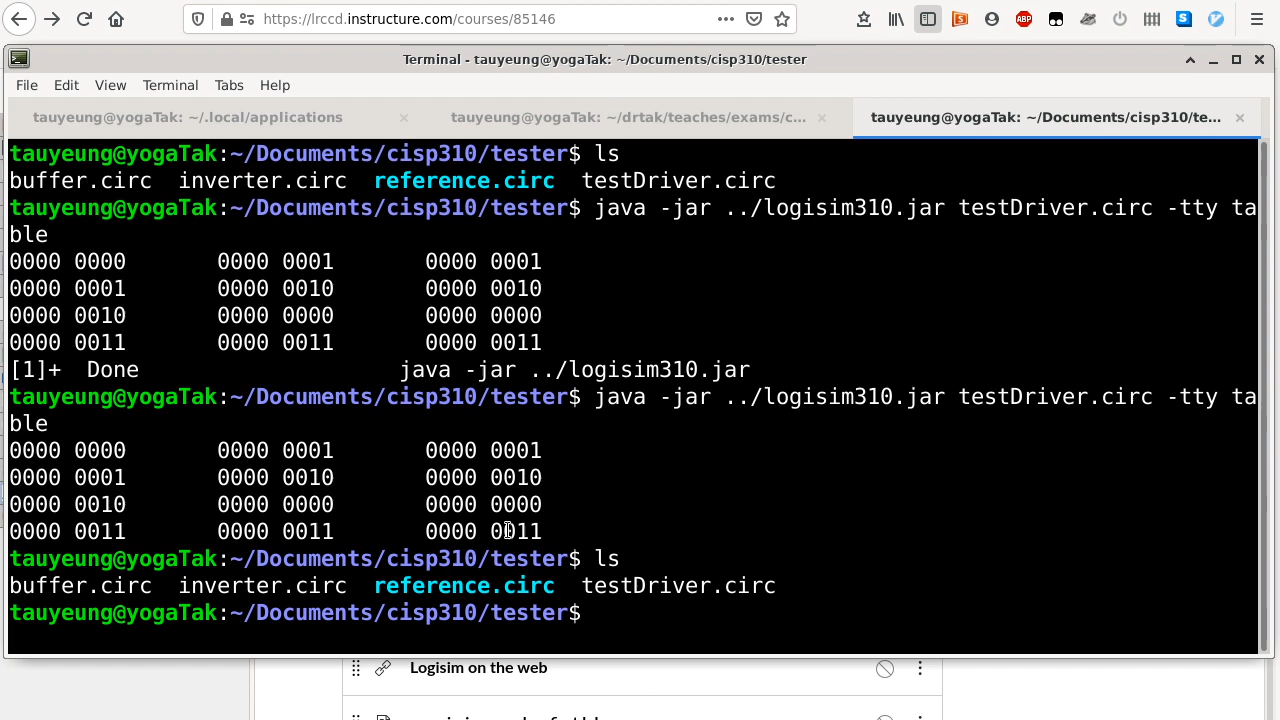 https://lrccd.instructure.com/courses/85146
Terminal - tauyeung@yogaTak: ~/Documents/cisp310/tester
File Edit View Terminal Tabs Help
tauyeung@yogaTak: ~/.local/applications
tauyeung@yogaTak: ~/drtak/teaches/exams/c...
tauyeung@yogaTak: ~/Documents/cisp310/te...
tauyeung@yogaTak:~/Documents/cisp310/tester$ ls
buffer.circ  inverter.circ  reference.circ  testDriver.circ
tauyeung@yogaTak:~/Documents/cisp310/tester$ java -jar ../logisim310.jar testDriver.circ -tty ta
ble
0000 0000       0000 0001       0000 0001
0000 0001       0000 0010       0000 0010
0000 0010       0000 0000       0000 0000
0000 0011       0000 0011       0000 0011
[1]+  Done                    java -jar ../logisim310.jar
tauyeung@yogaTak:~/Documents/cisp310/tester$ java -jar ../logisim310.jar testDriver.circ -tty ta
ble
0000 0000       0000 0001       0000 0001
0000 0001       0000 0010       0000 0010
0000 0010       0000 0000       0000 0000
0000 0011       0000 0011       0000 0011
tauyeung@yogaTak:~/Documents/cisp310/tester$ ls
buffer.circ  inverter.circ  reference.circ  testDriver.circ
tauyeung@yogaTak:~/Documents/cisp310/tester$
Logisim on the web